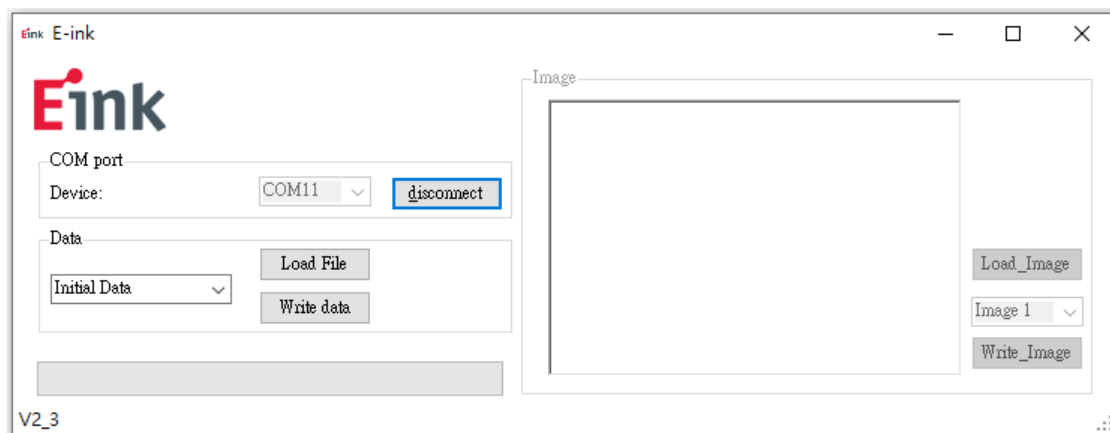 Eink E-ink
Eink
COM port
Device:
COM11
disconnect
Data
Initial Data
Load File
Write data
Image
Load_Image
Image 1
Write_Image
V2_3